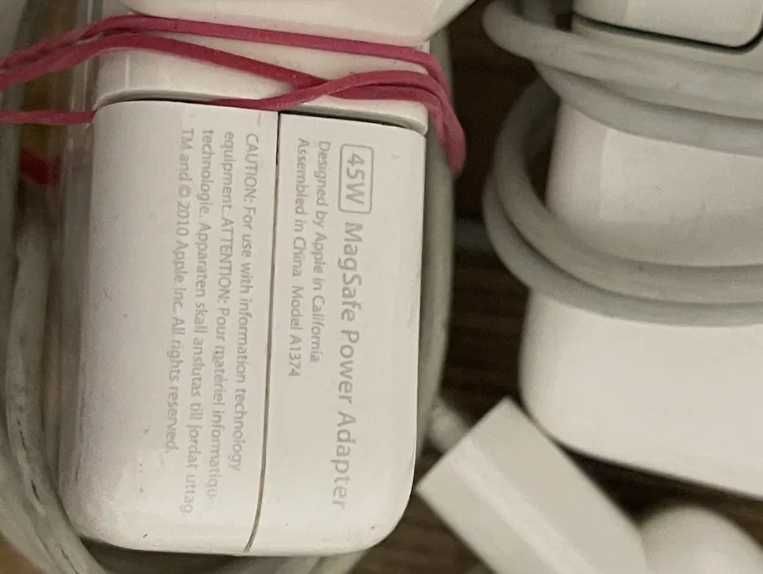 45W MagSafe Power Adapter
Designed by Apple in California
Assembled in China Model A1374
CAUTION: For use with information technology
equipment. ATTENTION: Pour matériel informatiqu
technologie. Apparaten skall anslutas till jordat uttag.
TM and © 2010 Apple Inc. All rights reserved.